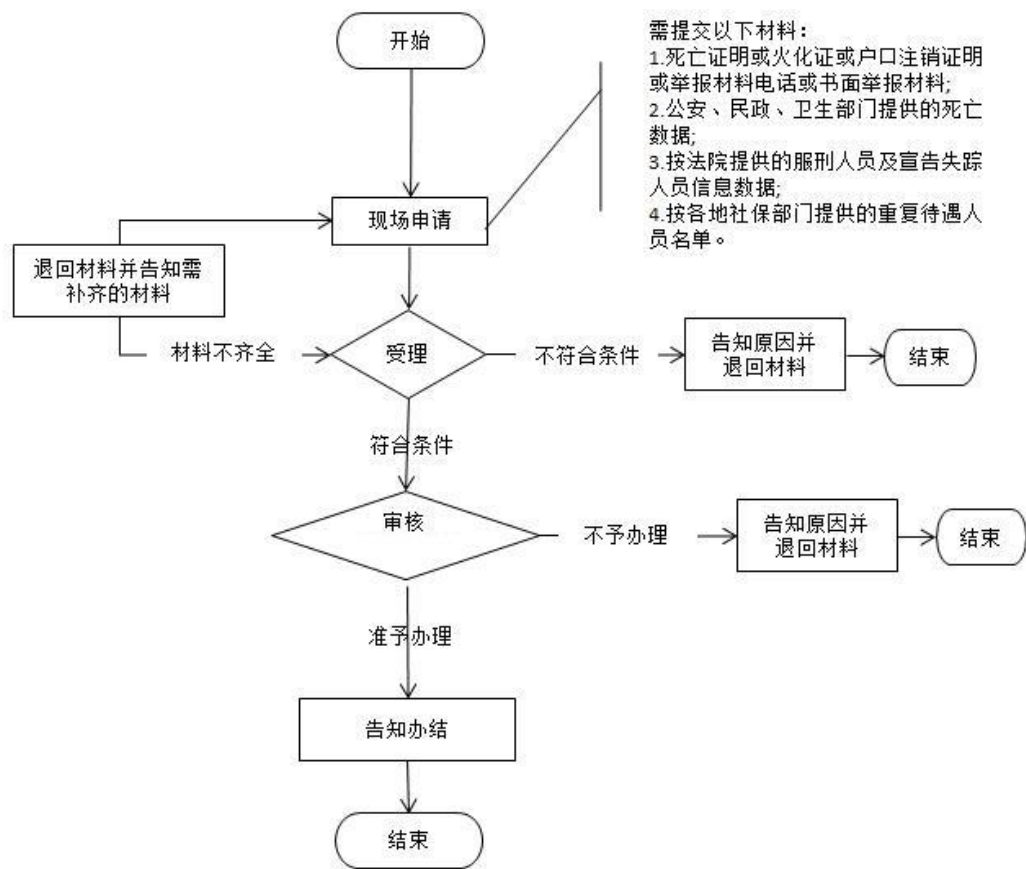 开始
需提交以下材料：
1.死亡证明或火化证或户口注销证明
或举报材料电话或书面举报材料;
2.公安、民政、卫生部门提供的死亡
数据;
3.按法院提供的服刑人员及宣告失踪
人员信息数据;
4.按各地社保部门提供的重复待遇人
员名单。
现场申请
退回材料并告知需
补齐的材料
材料不齐全
受理
不符合条件
告知原因并
退回材料
结束
符合条件
审核
不予办理
告知原因并
退回材料
结束
准予办理
告知办结
结束